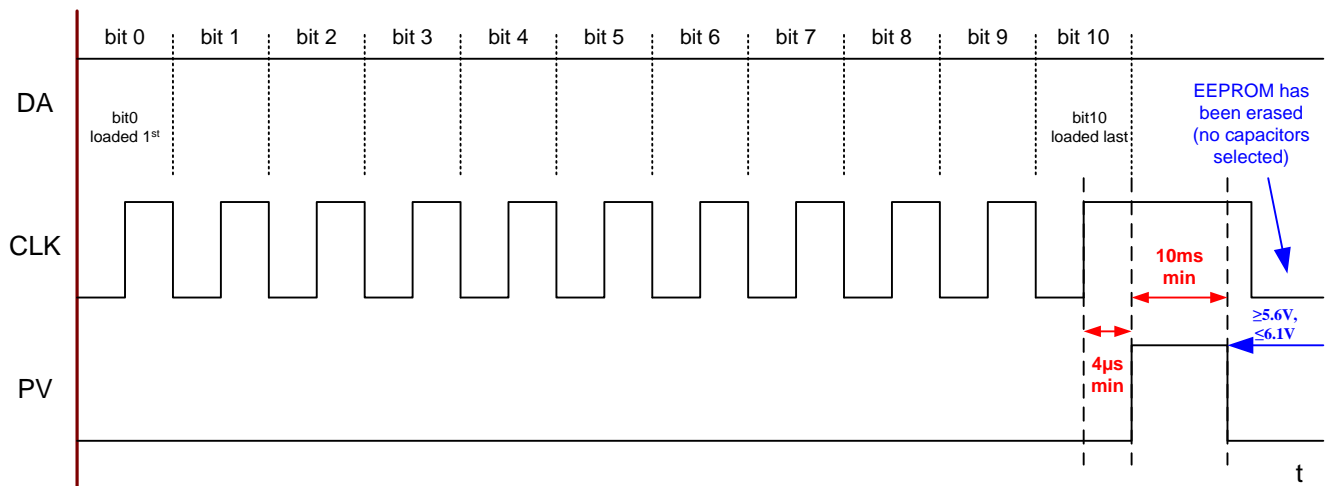 bit 0 bit 1 bit 2 bit 3 bit 4 bit 5 bit 6 bit 7 bit 8 bit 9 bit 10
DA
bit0
loaded 1st
bit10
loaded last
EEPROM has
been erased
(no capacitors
selected)
CLK
10ms
min
≥5.6V,
≤6.1V
4µs
min
PV
t